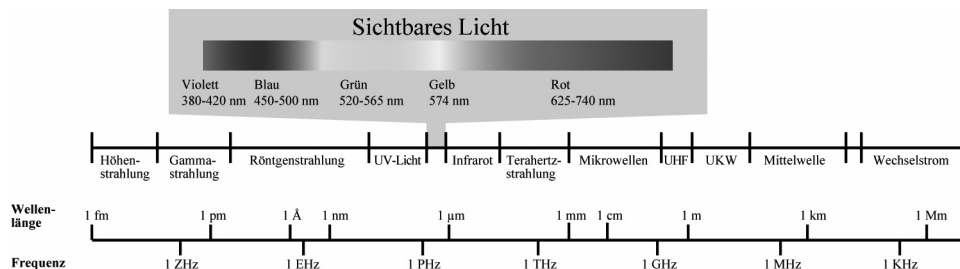 Sichtbares Licht
Violett Blau Grün Gelb Rot
380-420 nm 450-500 nm 520-565 nm 574 nm 625-740 nm
Höhen- Gamma- Röntgenstrahlung UV-Licht Infrarot Terahertz- Mikrowellen UHF UKW Mittelwelle Wechselstrom
strahlung strahlung strahlung
Wellen- 1 fm 1 pm 1 Å 1 nm 1 µm 1 mm 1 cm 1 m 1 km 1 Mm
länge
Frequenz 1 ZHz 1 EHz 1 PHz 1 THz 1 GHz 1 MHz 1 KHz